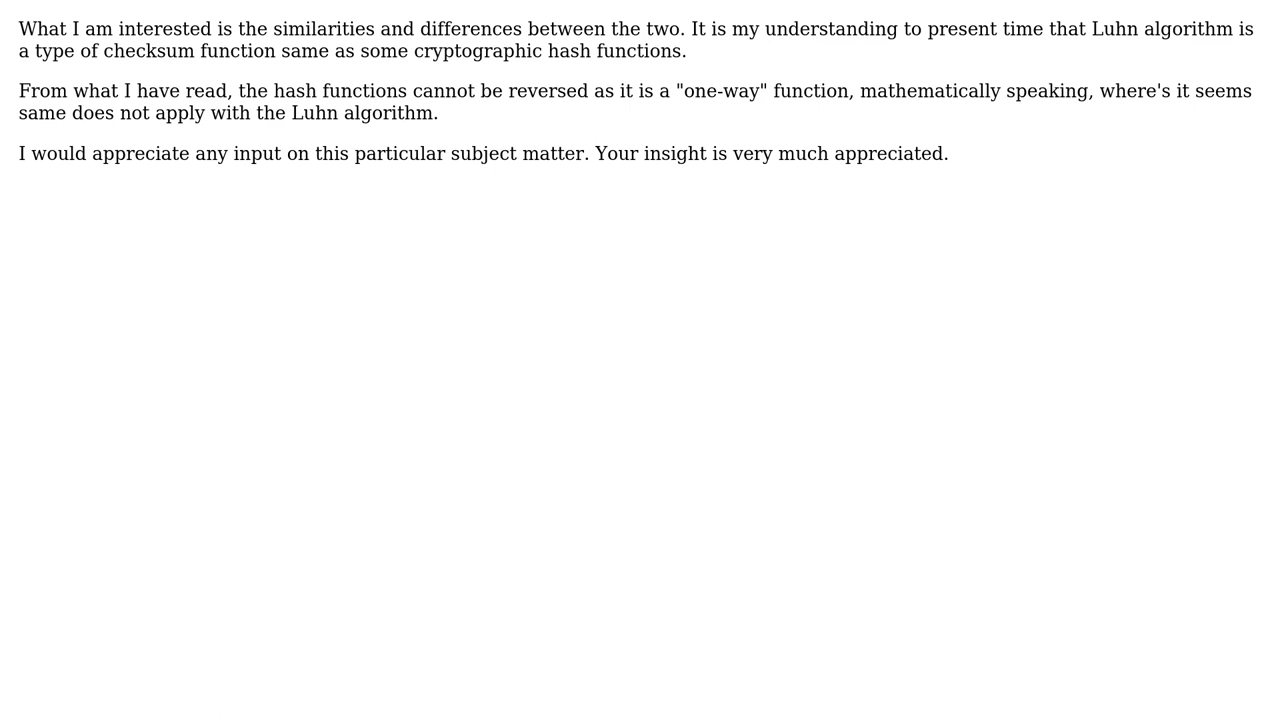 What I am interested is the similarities and differences between the two. It is my understanding to present time that Luhn algorithm is
a type of checksum function same as some cryptographic hash functions.
From what I have read, the hash functions cannot be reversed as it is a "one-way" function, mathematically speaking, where's it seems
same does not apply with the Luhn algorithm.
I would appreciate any input on this particular subject matter. Your insight is very much appreciated.